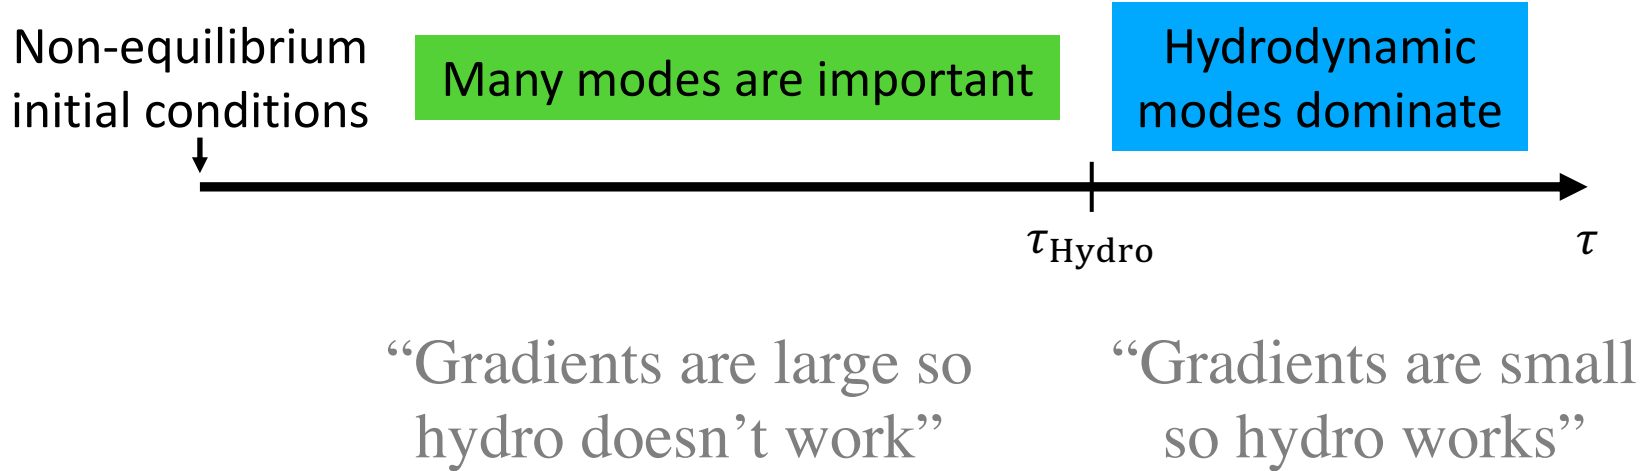 Non-equilibrium
initial conditions
Many modes are important
Hydrodynamic
modes dominate
τ_Hydro
τ
“Gradients are large so
hydro doesn’t work”
“Gradients are small
so hydro works”